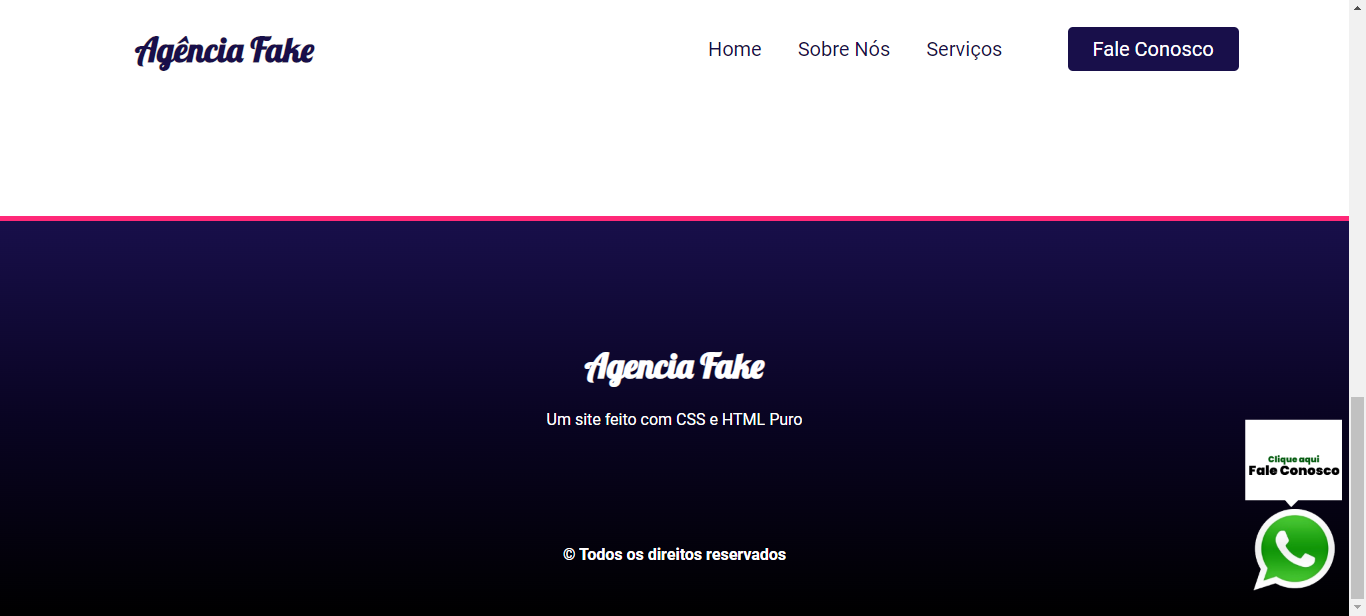 Agência Fake
Home Sobre Nós Serviços Fale Conosco
Agencia Fake
Um site feito com CSS e HTML Puro
Clique aqui
Fale Conosco
© Todos os direitos reservados